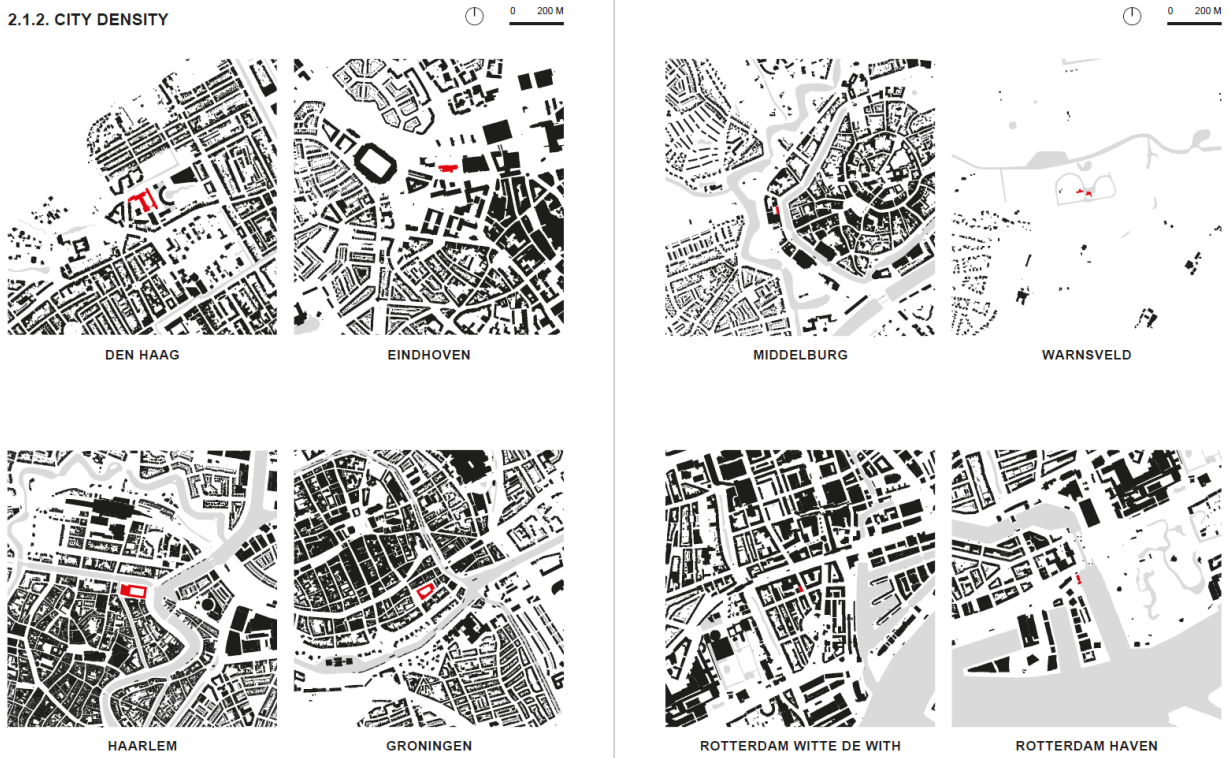 2.1.2. CITY DENSITY
0 200 M
0 200 M
DEN HAAG
EINDHOVEN
MIDDELBURG
WARNSVELD
HAARLEM
GRONINGEN
ROTTERDAM WITTE DE WITH
ROTTERDAM HAVEN